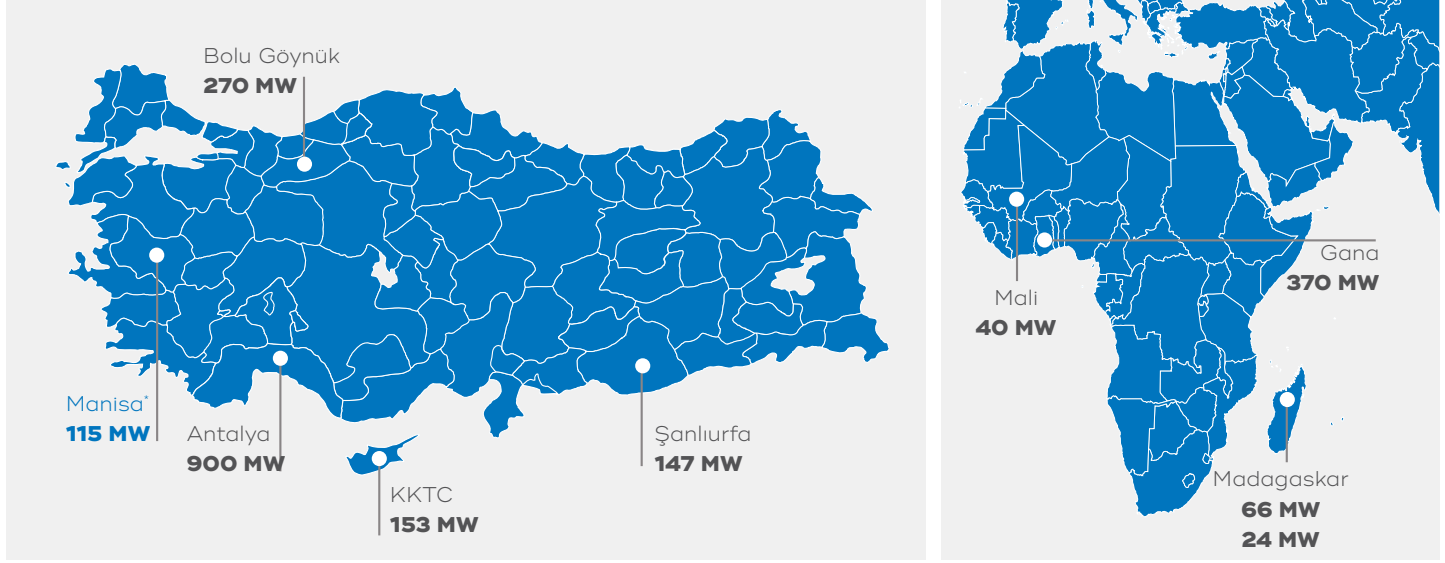 Bolu Göynük
270 MW
Manisa*
115 MW
Antalya
900 MW
KKTC
153 MW
Şanlıurfa
147 MW
Mali
40 MW
Gana
370 MW
Madagaskar
66 MW
24 MW